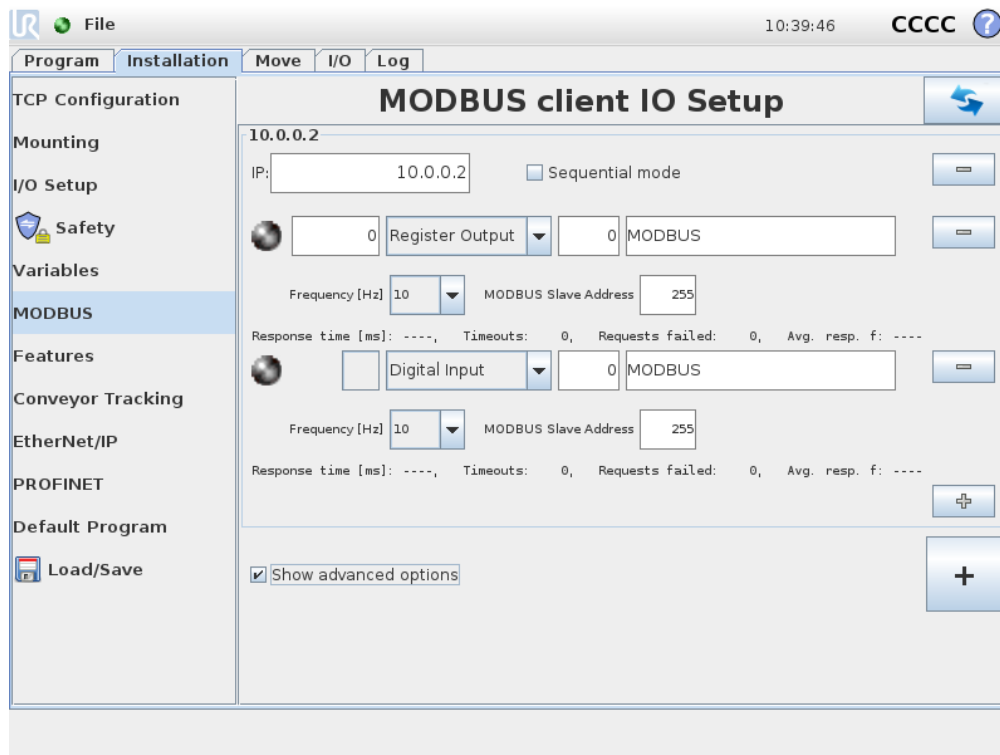 UR File 10:39:46 CCCC ?
Program Installation Move I/O Log
TCP Configuration
Mounting
I/O Setup
Safety
Variables
MODBUS
Features
Conveyor Tracking
EtherNet/IP
PROFINET
Default Program
Load/Save
MODBUS client IO Setup
10.0.0.2
IP: 10.0.0.2 Sequential mode
0 Register Output 0 MODBUS
Frequency [Hz] 10 MODBUS Slave Address 255
Response time [ms]: ----, Timeouts: 0, Requests failed: 0, Avg. resp. f: ----
Digital Input 0 MODBUS
Frequency [Hz] 10 MODBUS Slave Address 255
Response time [ms]: ----, Timeouts: 0, Requests failed: 0, Avg. resp. f: ----
Show advanced options